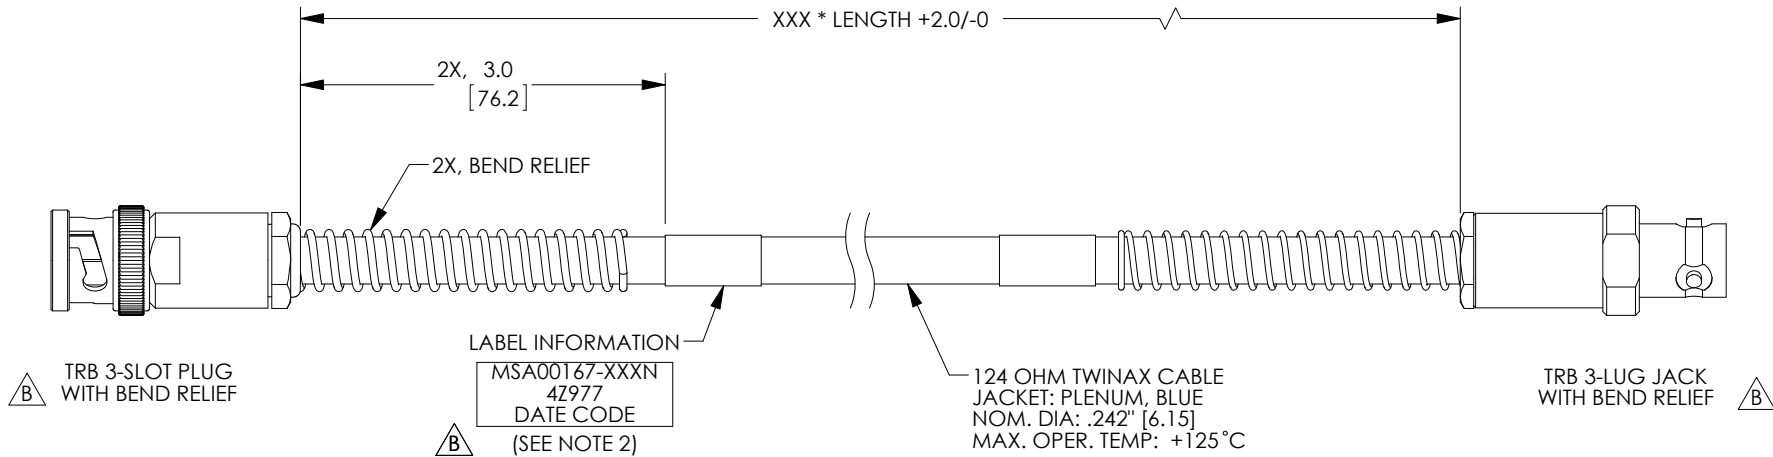 XXX * LENGTH +2.0/-0
2X, 3.0
[76.2]
2X, BEND RELIEF
LABEL INFORMATION
MSA00167-XXXN
4Z977
DATE CODE
(SEE NOTE 2)
B
TRB 3-SLOT PLUG
WITH BEND RELIEF
B
124 OHM TWINAX CABLE
JACKET: PLENUM, BLUE
NOM. DIA: .242" [6.15]
MAX. OPER. TEMP: +125°C
TRB 3-LUG JACK
WITH BEND RELIEF
B